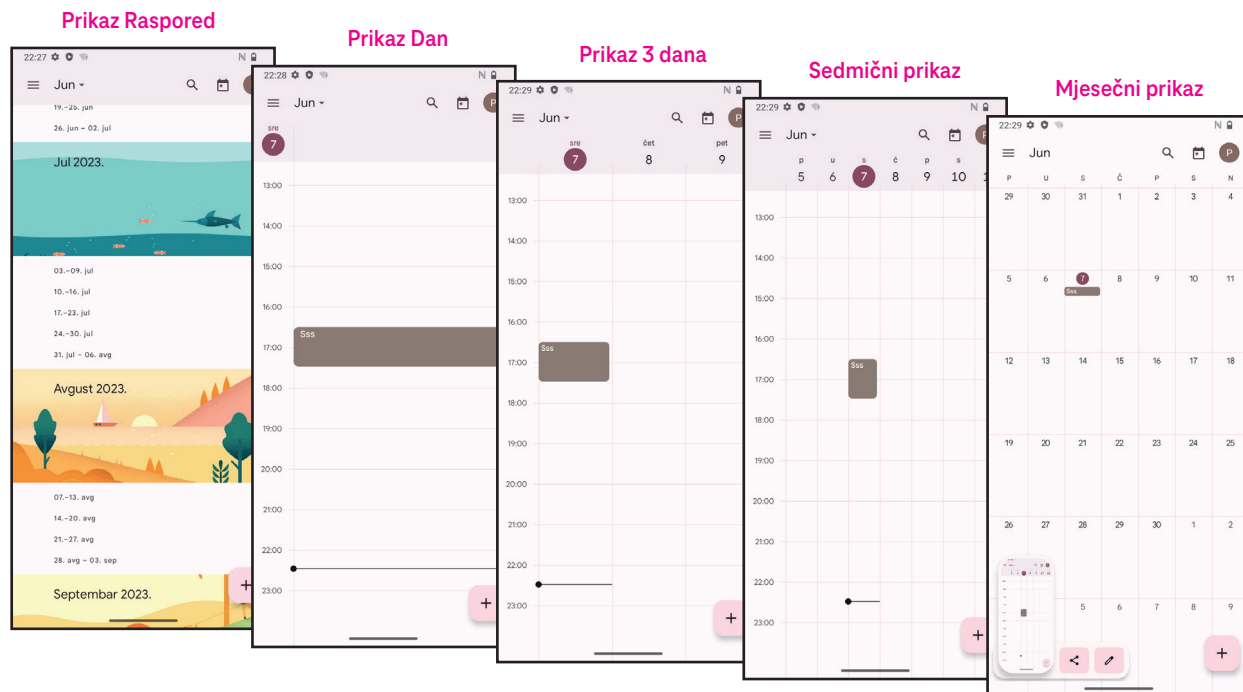 Prikaz Raspored
22:27
Jun
19.–25. jun
26. jun – 02. jul
Jul 2023.
03.–09. jul
10.–16. jul
17.–23. jul
24.–30. jul
31. jul – 06. avg
Avgust 2023.
07.–13. avg
14.–20. avg
21.–27. avg
28. avg – 03. sep
Septembar 2023.
+
Prikaz Dan
22:28
Jun
P
sre
7
13:00
14:00
15:00
16:00
Sss
17:00
18:00
19:00
20:00
21:00
22:00
23:00
+
Prikaz 3 dana
22:29
Jun
P
sre čet pet
7 8 9
13:00
14:00
15:00
16:00
Sss
17:00
18:00
19:00
20:00
21:00
22:00
23:00
+
Sedmični prikaz
22:29
Jun
p u s č p s
5 6 7 8 9 10
13:00
14:00
15:00
16:00
Sss
17:00
18:00
19:00
20:00
21:00
22:00
23:00
+
Mjesečni prikaz
22:29
Jun
P
P U S Č P S N
29 30 31 1 2 3 4
5 6 7 8 9 10 11
Sss
12 13 14 15 16 17 18
19 20 21 22 23 24 25
26 27 28 29 30 1 2
5 6 7 8 9
+